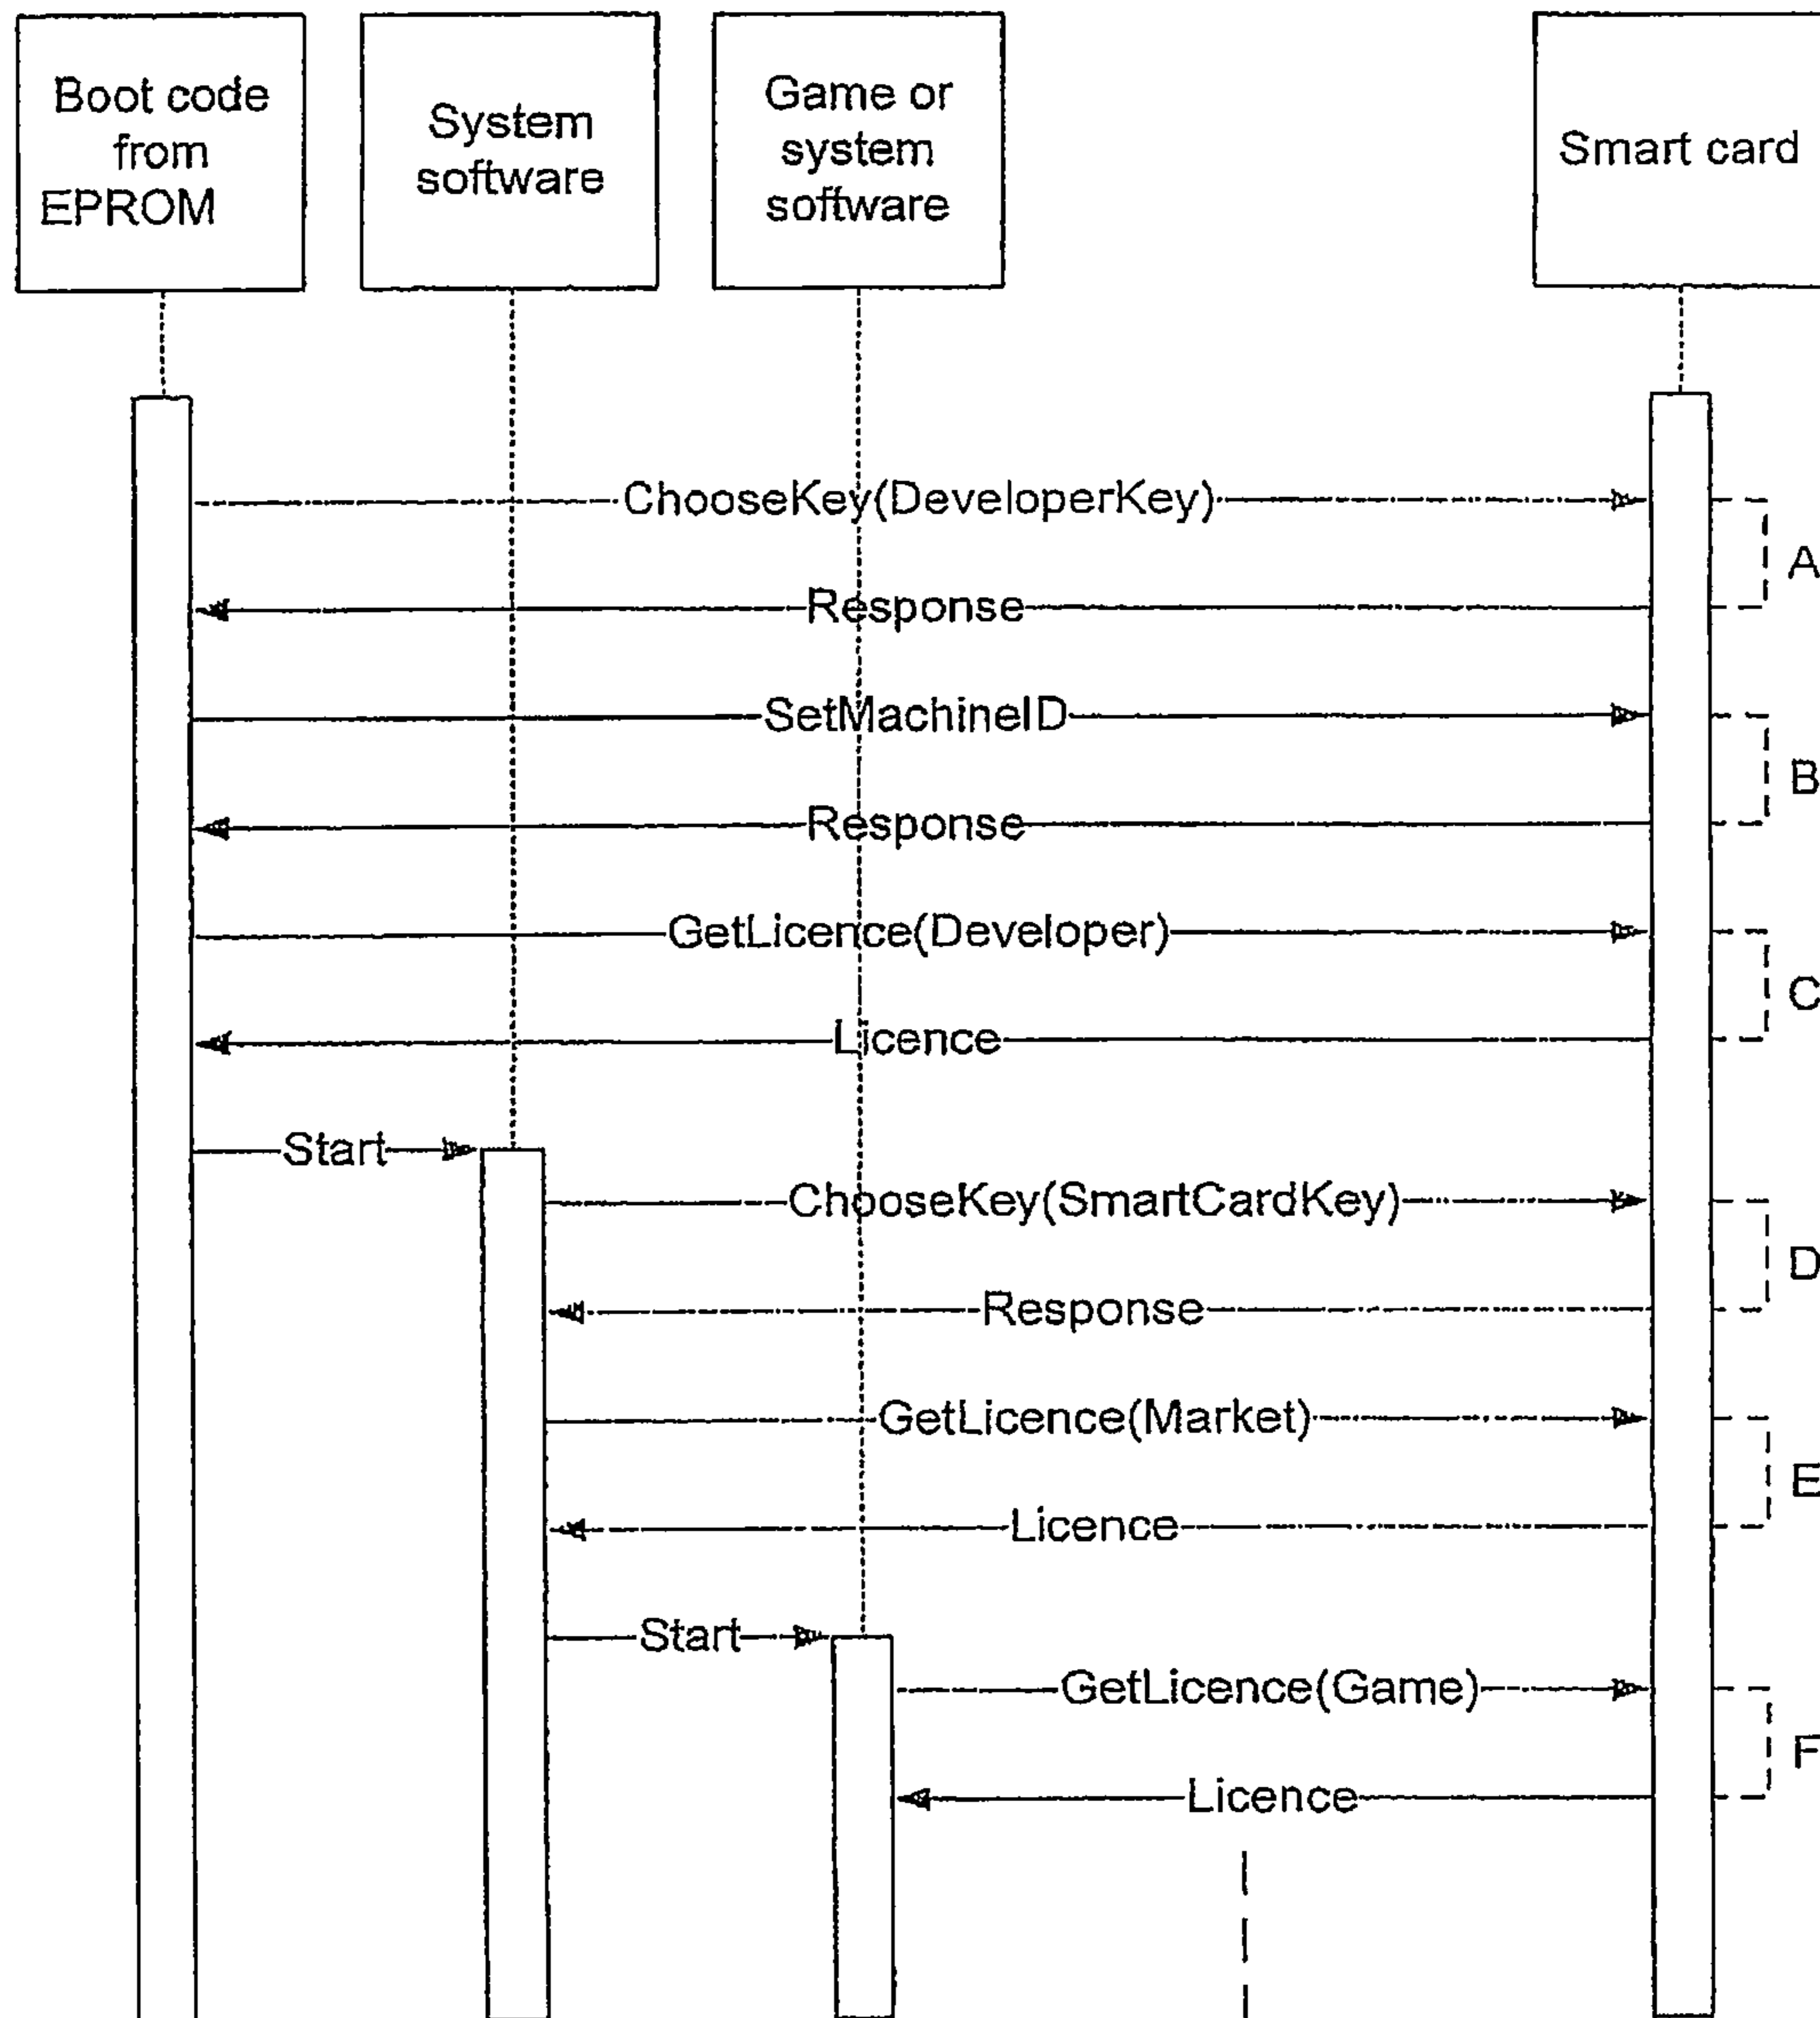 Boot code
from
EPROM
System
software
Game or
system
software
Smart card
ChooseKey(DeveloperKey)
A
Response
SetMachineID
B
Response
GetLicence(Developer)
C
Licence
Start
ChooseKey(SmartCardKey)
D
Response
GetLicence(Market)
E
Licence
Start
GetLicence(Game)
F
Licence